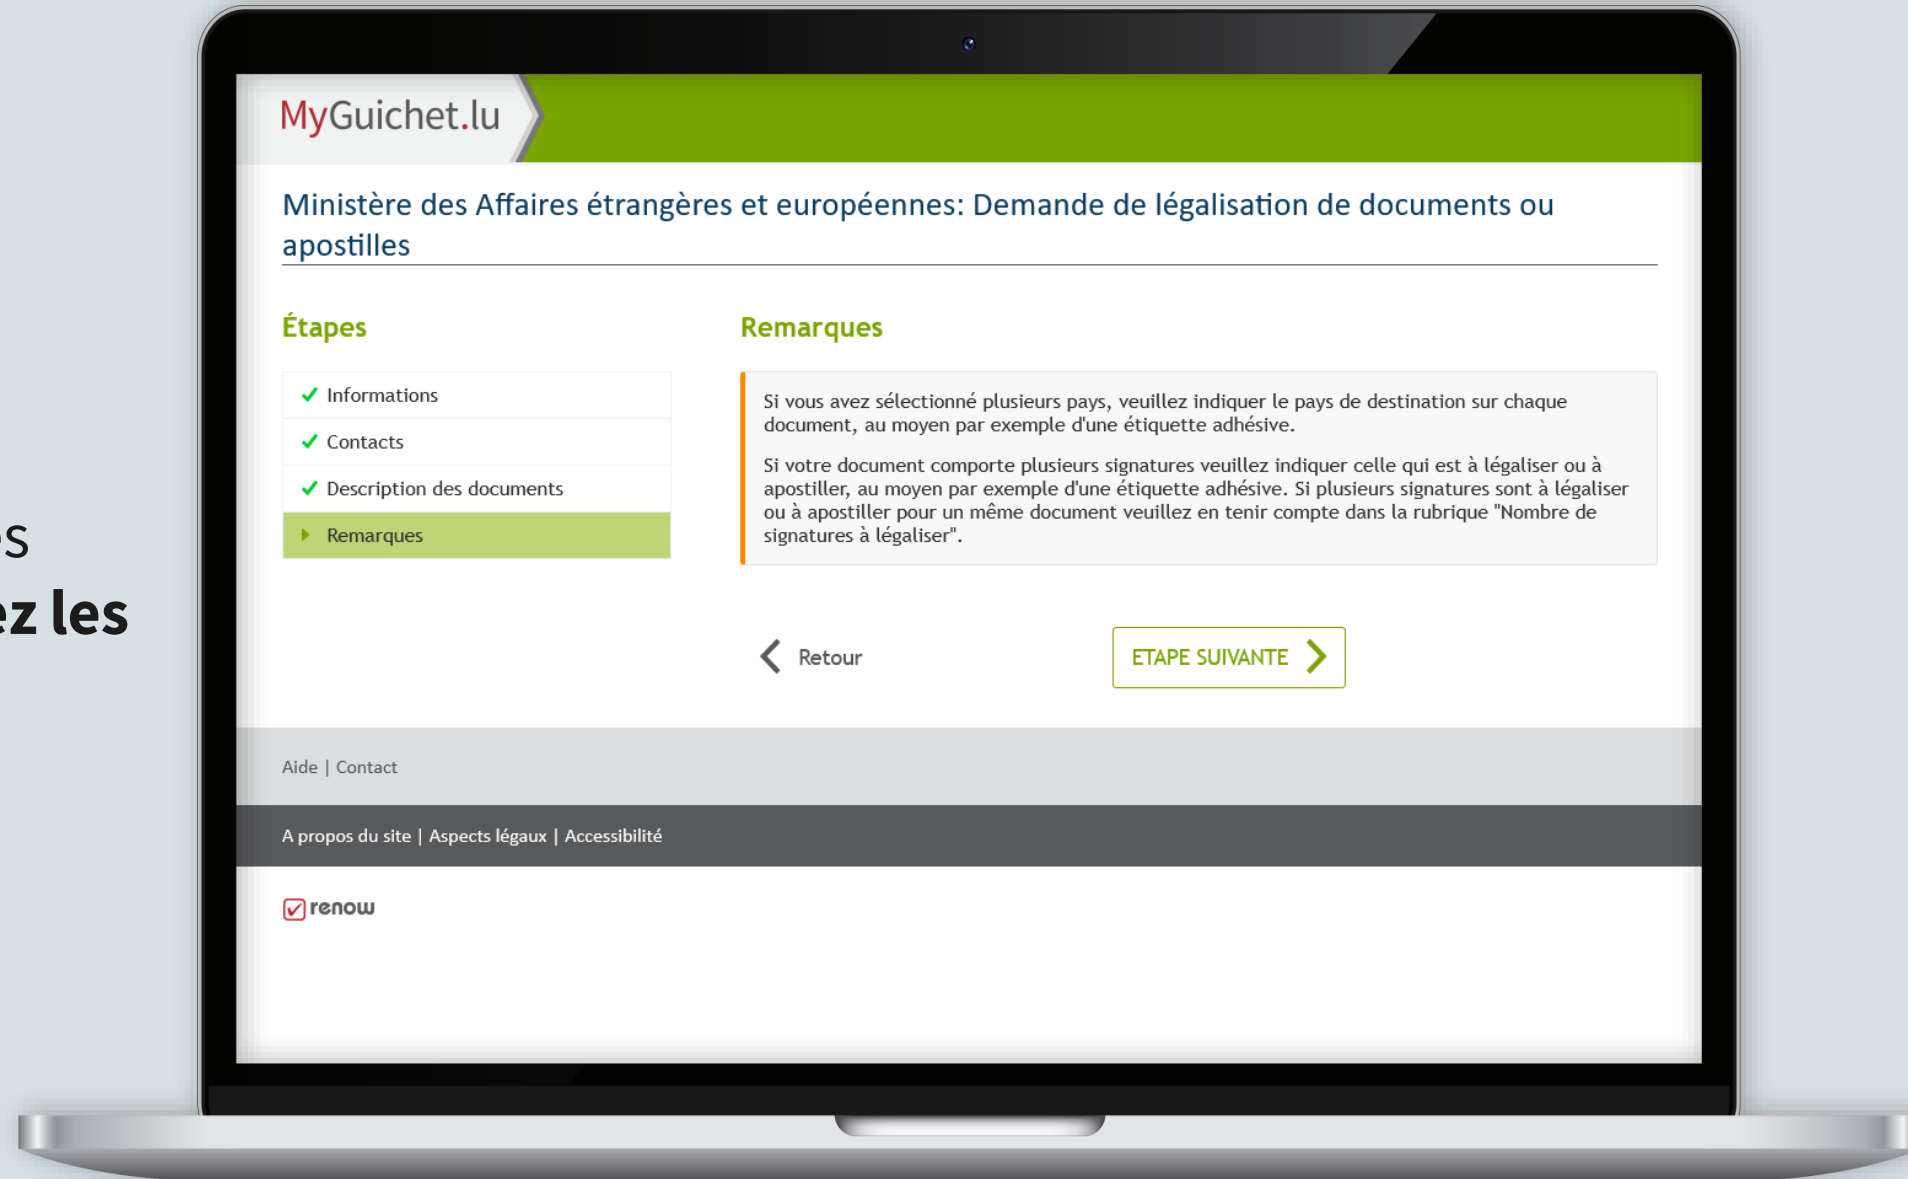 MyGuichet.lu
Ministère des Affaires étrangères et européennes: Demande de légalisation de documents ou
apostilles
Étapes
Informations
Contacts
Description des documents
Remarques
Remarques
Si vous avez sélectionné plusieurs pays, veuillez indiquer le pays de destination sur chaque
document, au moyen par exemple d'une étiquette adhésive.
Si votre document comporte plusieurs signatures veuillez indiquer celle qui est à légaliser ou à
apostiller, au moyen par exemple d'une étiquette adhésive. Si plusieurs signatures sont à légaliser
ou à apostiller pour un même document veuillez en tenir compte dans la rubrique "Nombre de
signatures à légaliser".
Retour
ETAPE SUIVANTE
Aide | Contact
A propos du site | Aspects légaux | Accessibilité
renow
les